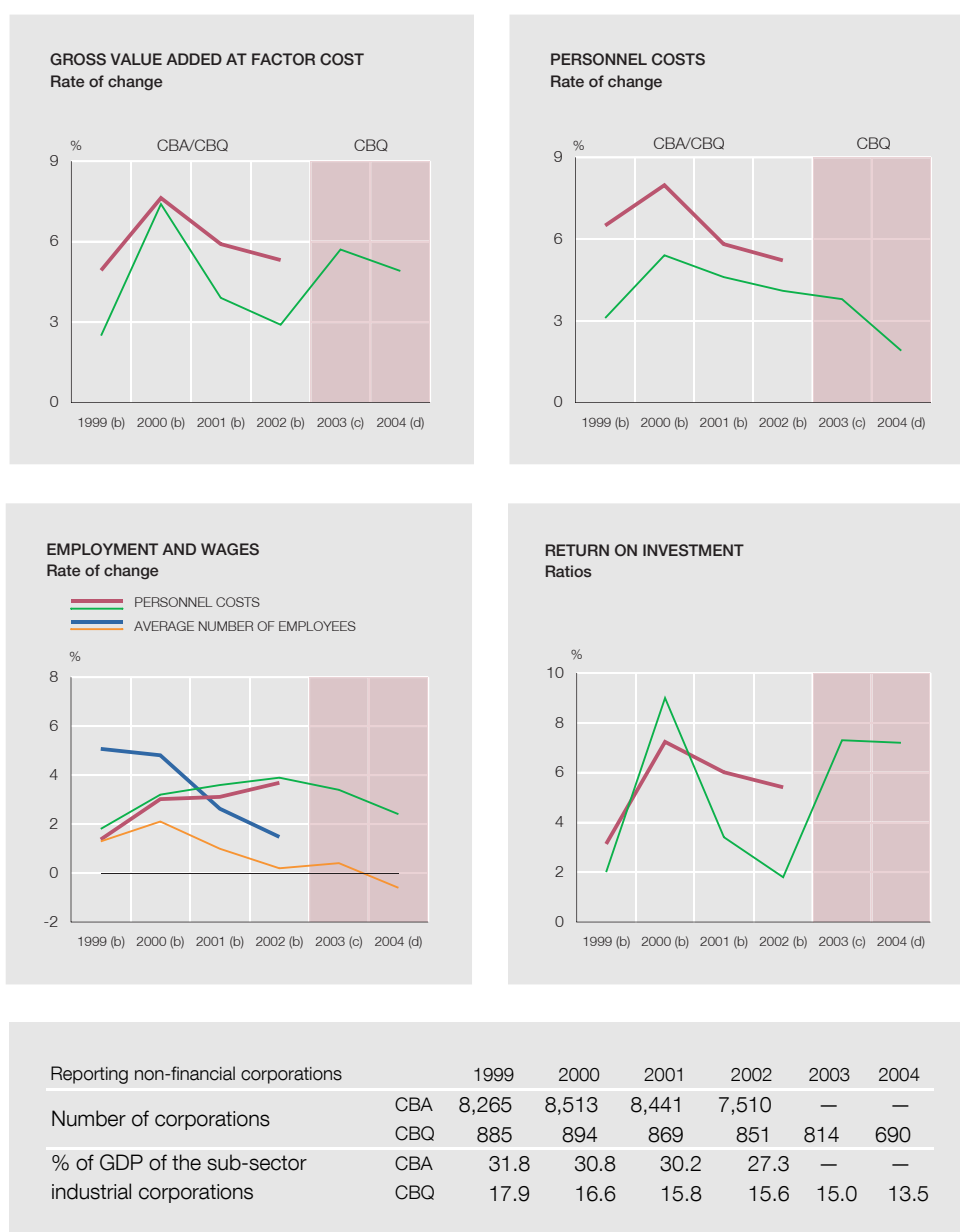 GROSS VALUE ADDED AT FACTOR COST
Rate of change
%
CBA/CBQ CBQ
9
6
3
0
1999 (b) 2000 (b) 2001 (b) 2002 (b) 2003 (c) 2004 (d)
PERSONNEL COSTS
Rate of change
%
CBA/CBQ CBQ
9
6
3
0
1999 (b) 2000 (b) 2001 (b) 2002 (b) 2003 (c) 2004 (d)
EMPLOYMENT AND WAGES
Rate of change
PERSONNEL COSTS
AVERAGE NUMBER OF EMPLOYEES
%
8
6
4
2
0
-2
1999 (b) 2000 (b) 2001 (b) 2002 (b) 2003 (c) 2004 (d)
RETURN ON INVESTMENT
Ratios
%
10
8
6
4
2
0
1999 (b) 2000 (b) 2001 (b) 2002 (b) 2003 (c) 2004 (d)
Reporting non-financial corporations 1999 2000 2001 2002 2003 2004
Number of corporations CBA 8,265 8,513 8,441 7,510 — —
CBQ 885 894 869 851 814 690
% of GDP of the sub-sector CBA 31.8 30.8 30.2 27.3 — —
industrial corporations CBQ 17.9 16.6 15.8 15.6 15.0 13.5